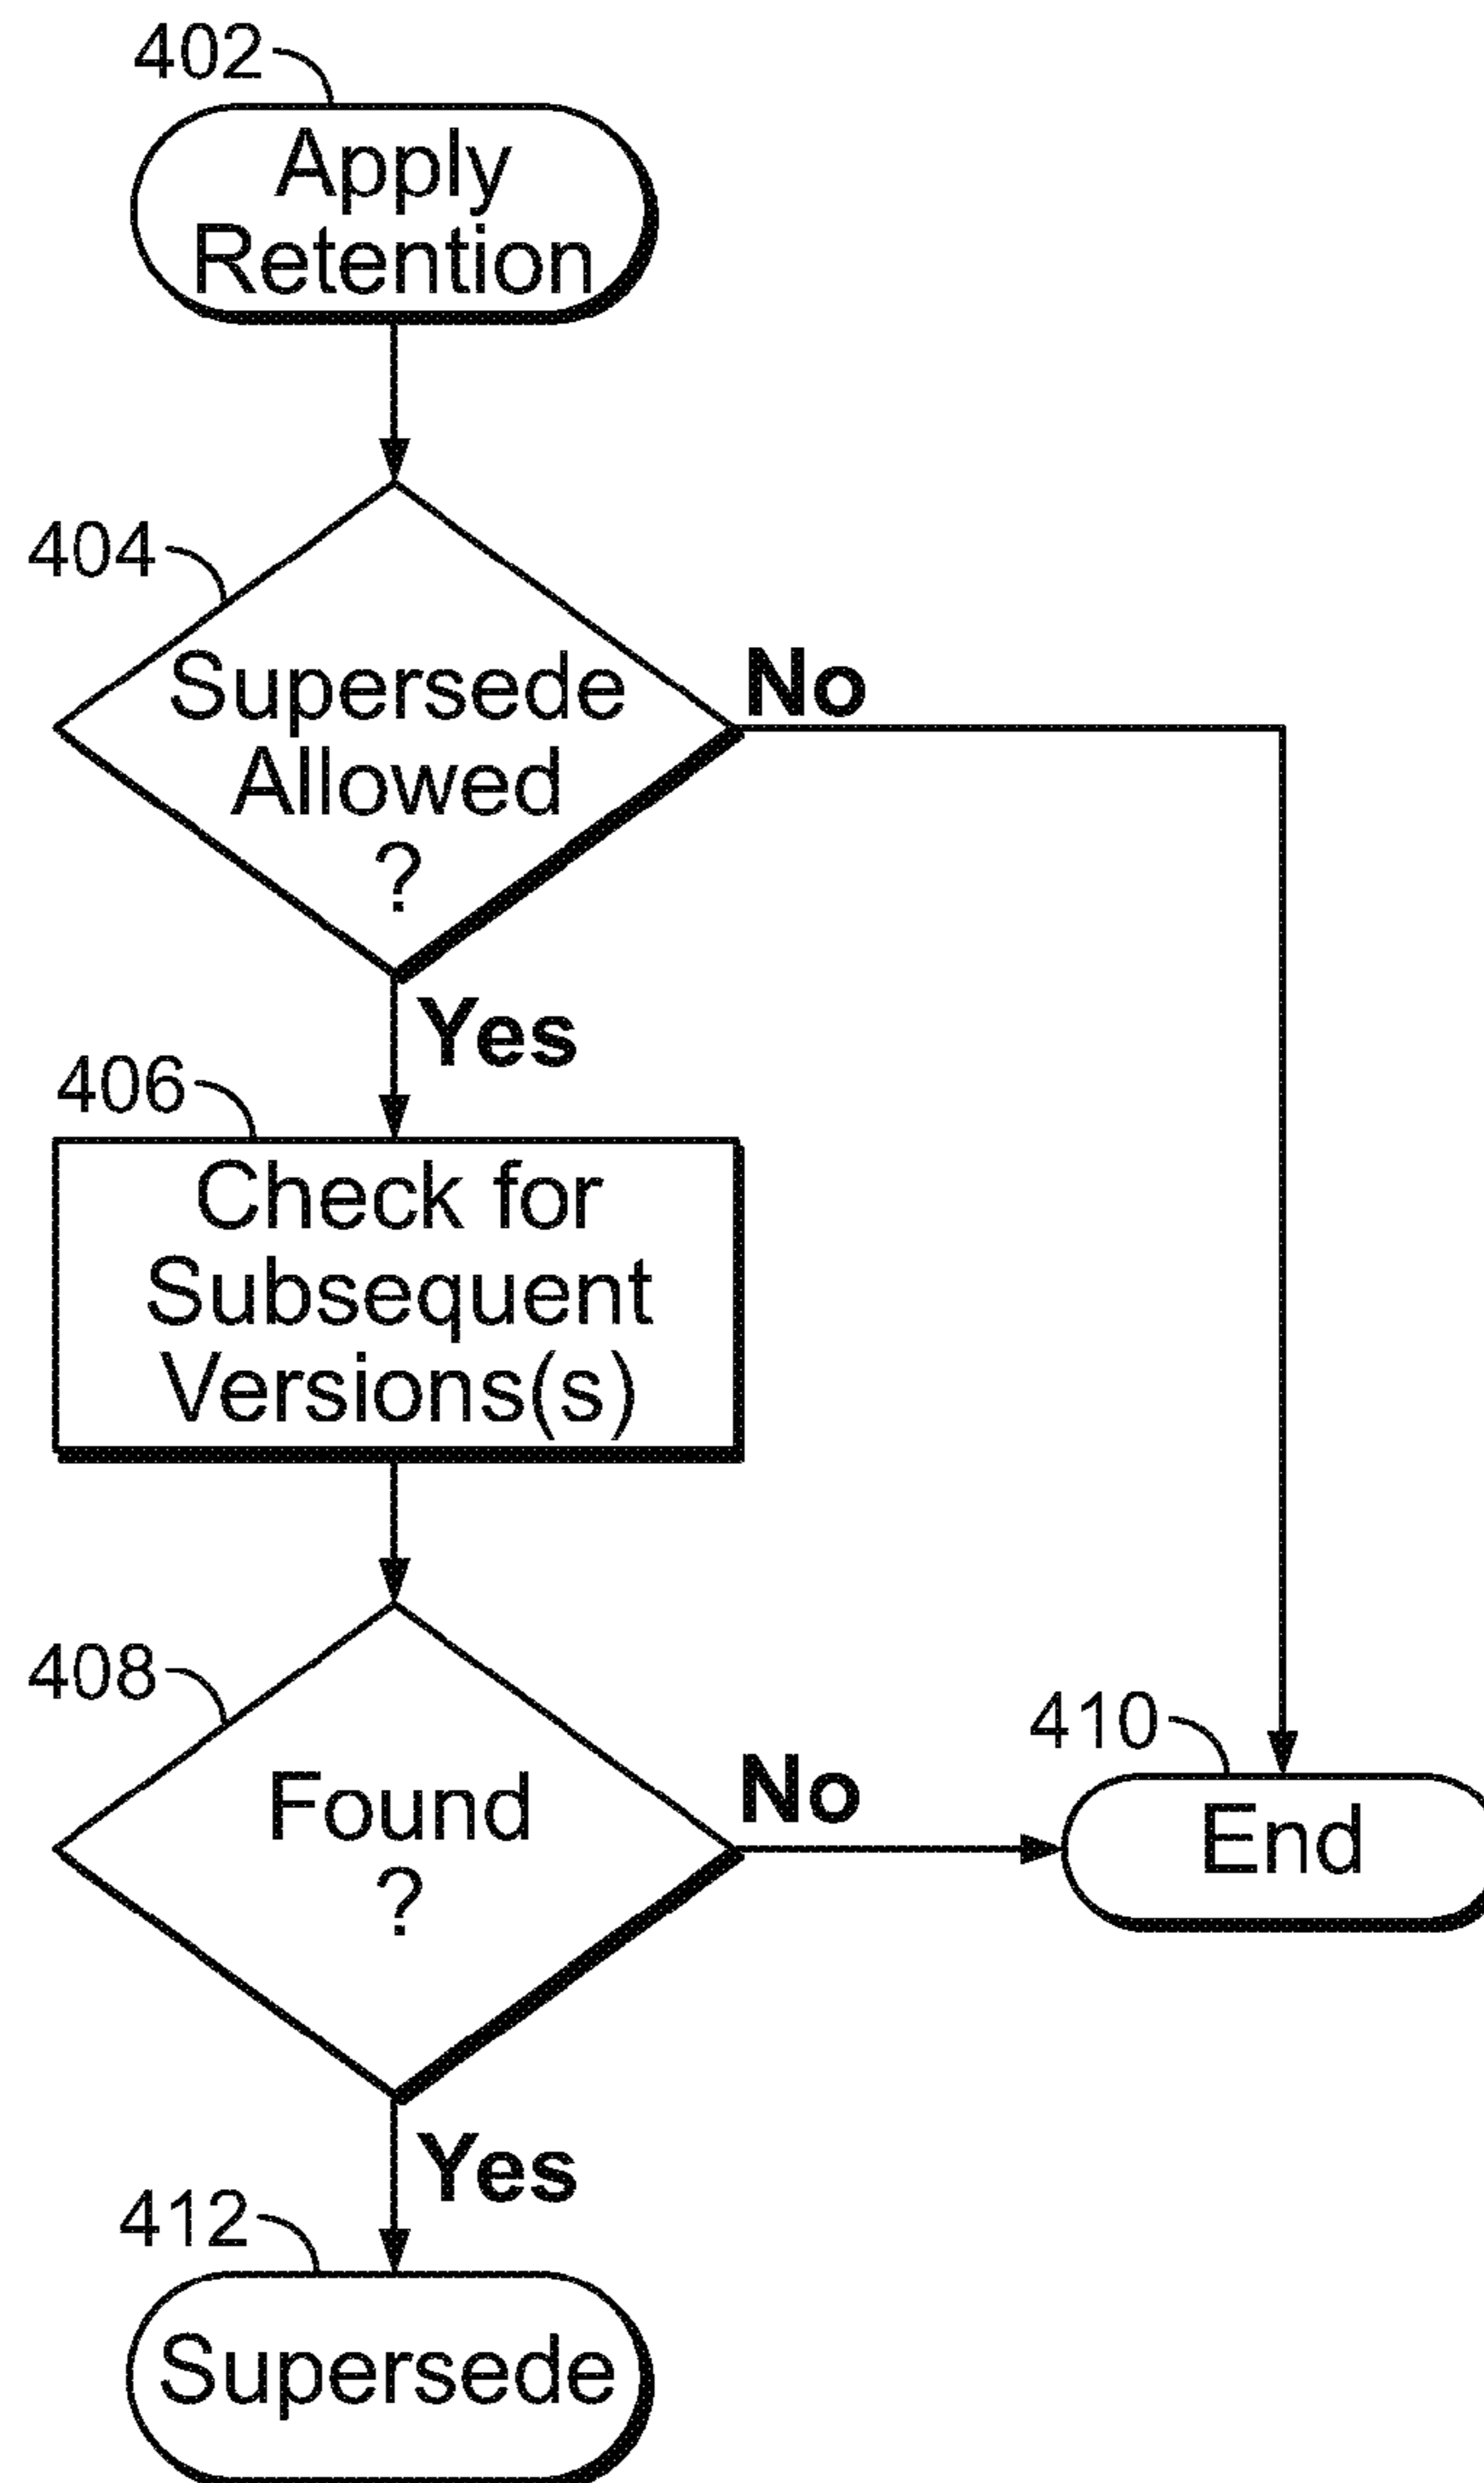 402
Apply
Retention
404
Supersede
Allowed
?
No
Yes
406
Check for
Subsequent
Versions(s)
408
Found
?
No
410
End
Yes
412
Supersede